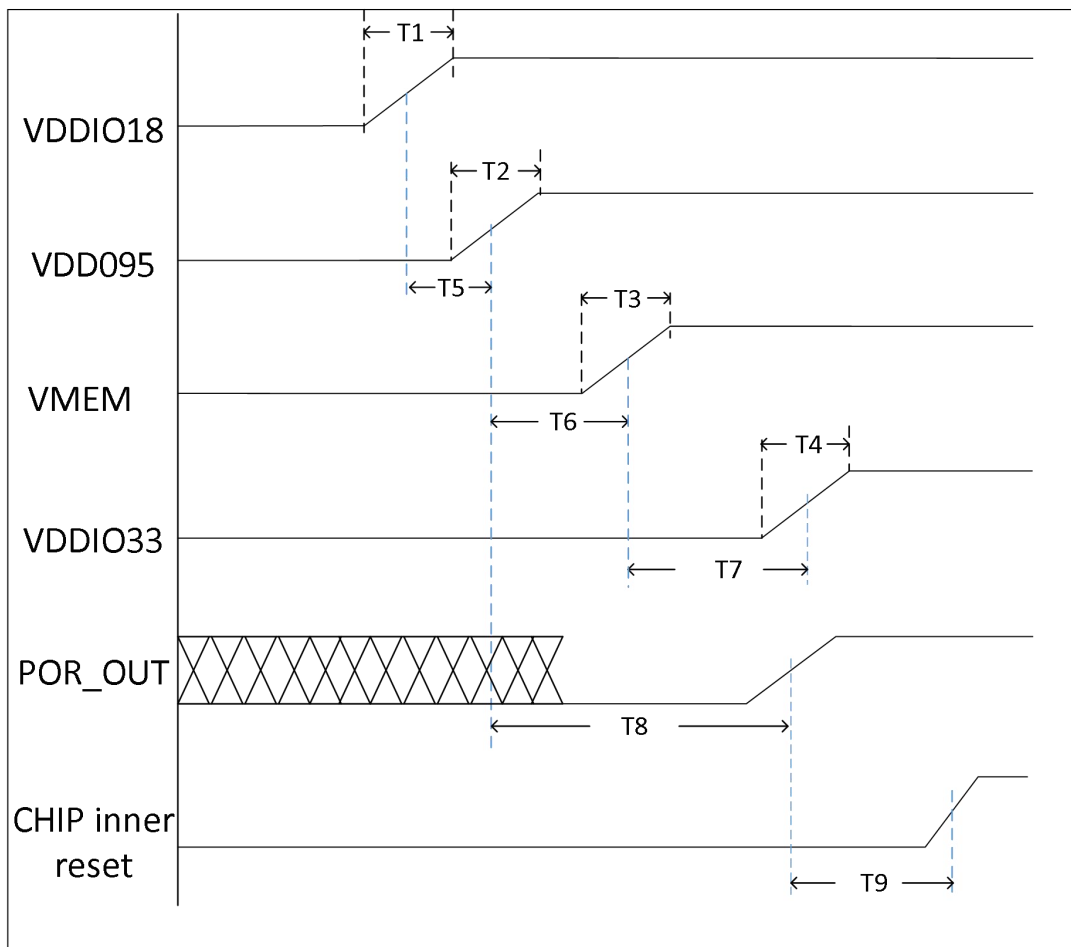 T1
VDDIO18
T2
VDD095
T5
T3
VMEM
T6
T4
VDDIO33
T7
POR_OUT
T8
CHIP inner
reset
T9